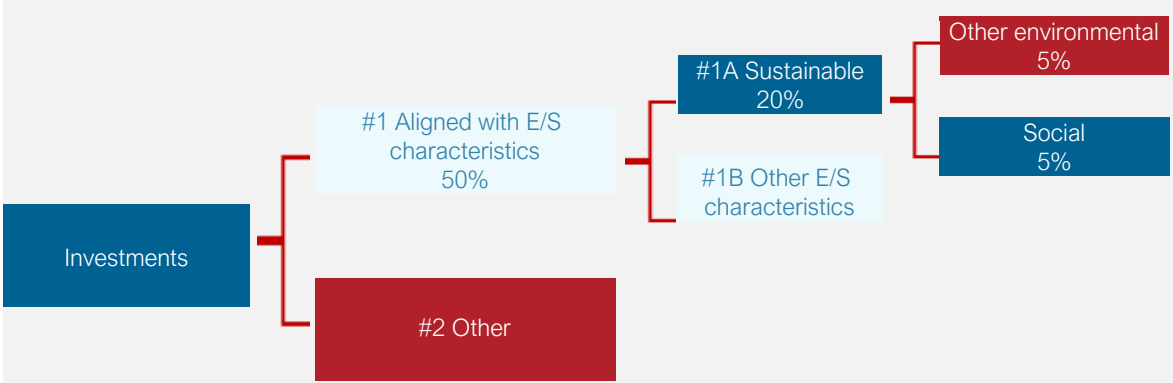 Investments
#1 Aligned with E/S
characteristics
50%
#2 Other
#1A Sustainable
20%
#1B Other E/S
characteristics
Other environmental
5%
Social
5%